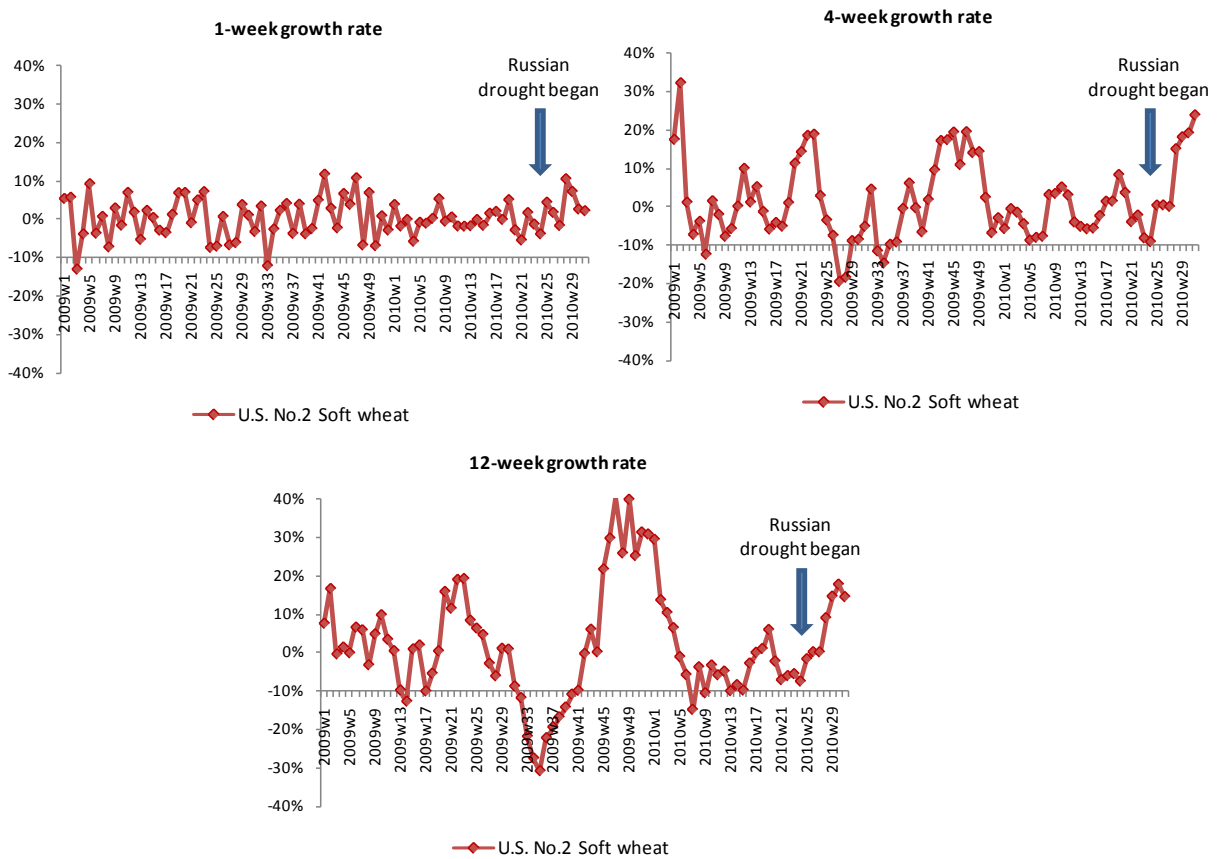 1-week growth rate
40%
30%
20%
10%
0%
-10%
-20%
-30%
-40%
Russian
drought began
2009w1
2009w5
2009w9
2009w13
2009w17
2009w21
2009w25
2009w29
2009w33
2009w37
2009w41
2009w45
2009w49
2010w1
2010w5
2010w9
2010w13
2010w17
2010w21
2010w25
2010w29
U.S. No.2 Soft wheat
4-week growth rate
40%
30%
20%
10%
0%
-10%
-20%
-30%
-40%
Russian
drought began
2009w1
2009w5
2009w9
2009w13
2009w17
2009w21
2009w25
2009w29
2009w33
2009w37
2009w41
2009w45
2009w49
2010w1
2010w5
2010w9
2010w13
2010w17
2010w21
2010w25
2010w29
U.S. No.2 Soft wheat
12-week growth rate
40%
30%
20%
10%
0%
-10%
-20%
-30%
-40%
Russian
drought began
2009w1
2009w5
2009w9
2009w13
2009w17
2009w21
2009w25
2009w29
2009w33
2009w37
2009w41
2009w45
2009w49
2010w1
2010w5
2010w9
2010w13
2010w17
2010w21
2010w25
2010w29
U.S. No.2 Soft wheat